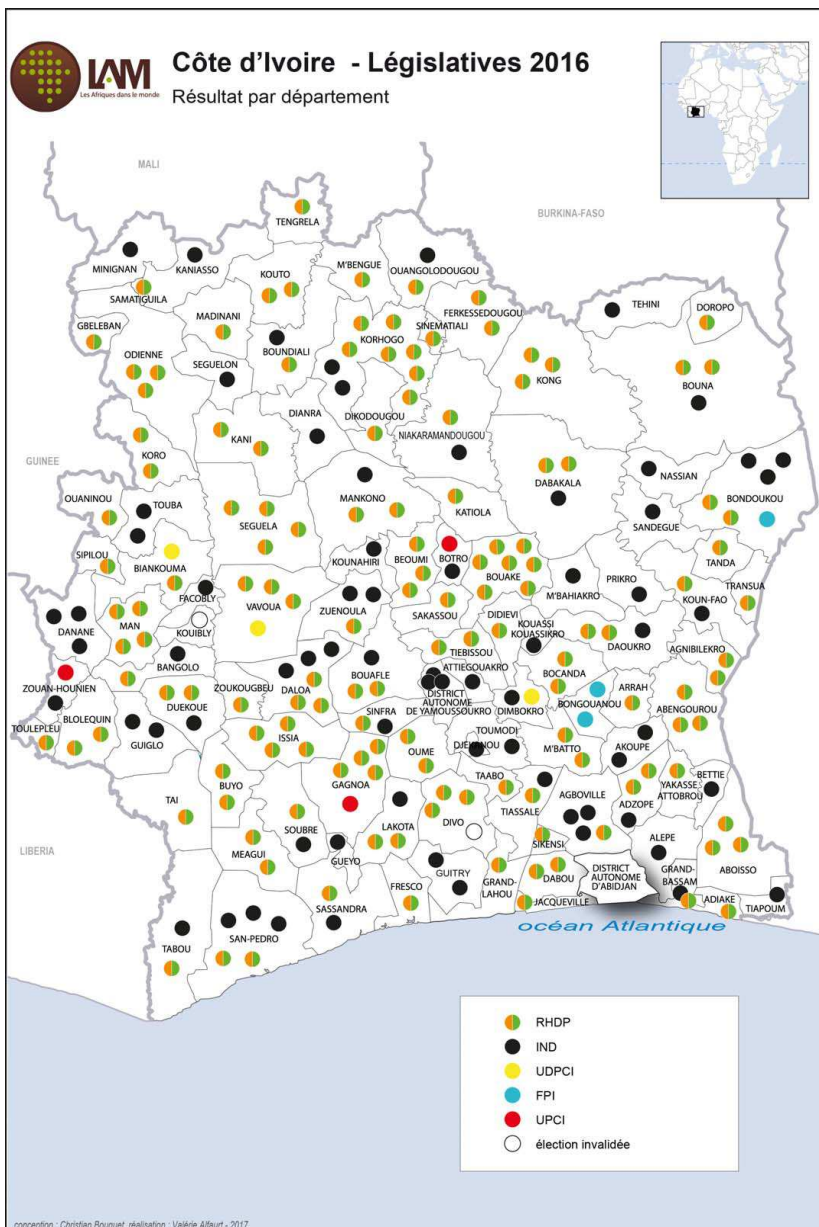 LAM
Les Afriques dans le monde
Côte d'Ivoire - Législatives 2016
Résultat par département
MALI
BURKINA-FASO
TENGRELA
MINIGNAN
KANIASSO
KOUTO
M'BENGUE
OUANGOLODOUGOU
SAMATIGUILA
TEHINI
DOROPO
FERKESSEDOUGOU
MADINANI
SINEMATIALI
GBELEBAN
KORHOGO
BOUNDIALI
ODIENNE
SEGUELON
KONG
BOUNA
DIANRA
DIKODOUGOU
NIAKARAMANDOUGOU
KANI
KORO
GUINEE
DABAKALA
NASSIAN
OUANINOU
TOUBA
MANKONO
KATIOLA
BONDOUKOU
SEGUELA
SANDEGUE
SIPILOU
BIANKOUMA
KOUNAHIRI
BEOUMI
BOTRO
BOUAKE
TANDA
FACOBLY
VAVOUA
ZUENOULA
SAKASSOU
M'BAHIAKRO
PRIKRO
KOUN-FAO
TRANSUA
DANANE
MAN
KOUIBLY
DIDIEVI
KOUASSI
KOUASSIKRO
DAOUKRO
AGNIBILEKRO
BANGOLO
TIEBISSOU
ZOUAN-HOUNIEN
ZOUKOUGBEU
DALOA
BOUAFLE
ATTIEGOUAKRO
DISTRICT
AUTONOME
DE YAMOUSSOUKRO
BOCANDA
DIMBOKRO
BONGOUANOU
ARRAH
ABENGOUROU
DUEKOUE
SINFRA
TOULEPLEU
BLOLEQUIN
GUIGLO
ISSIA
OUME
TOUMODI
DJEKANOU
M'BATTO
AKOUPE
BETTIE
TAI
BUYO
GAGNOA
TAABO
YAKASSE
ATTOBROU
TIASSALE
AGBOVILLE
ADZOPE
SOUBRE
LAKOTA
DIVO
SIKENSI
ALEPE
LIBERIA
MEAGUI
GUEYO
GUITRY
GRAND-
LAHOU
DABOU
DISTRICT
AUTONOME
D'ABIDJAN
GRAND-
BASSAM
ABOISSO
SASSANDRA
FRESCO
JACQUEVILLE
ADIAKE
TIAPOUM
TABOU
SAN-PEDRO
océan Atlantique
RHDP
IND
UDPCI
FPI
UPCI
élection invalidée
conception : Christian Bouquet, réalisation : Valérie Alfaurt - 2017